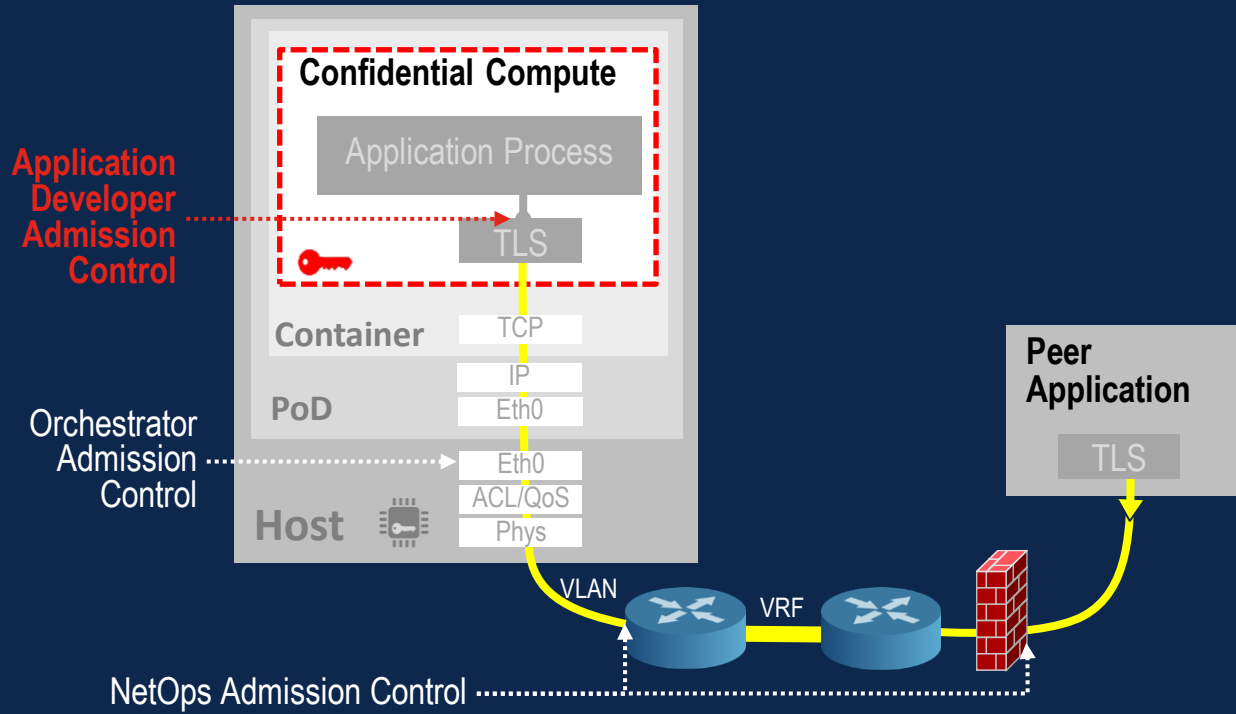 Confidential Compute
Application Process
Application
Developer
Admission
Control
TLS
Container
TCP
IP
PoD
Eth0
Orchestrator
Admission
Control
Eth0
ACL/QoS
Host
Phys
Peer
Application
TLS
VLAN
VRF
NetOps Admission Control